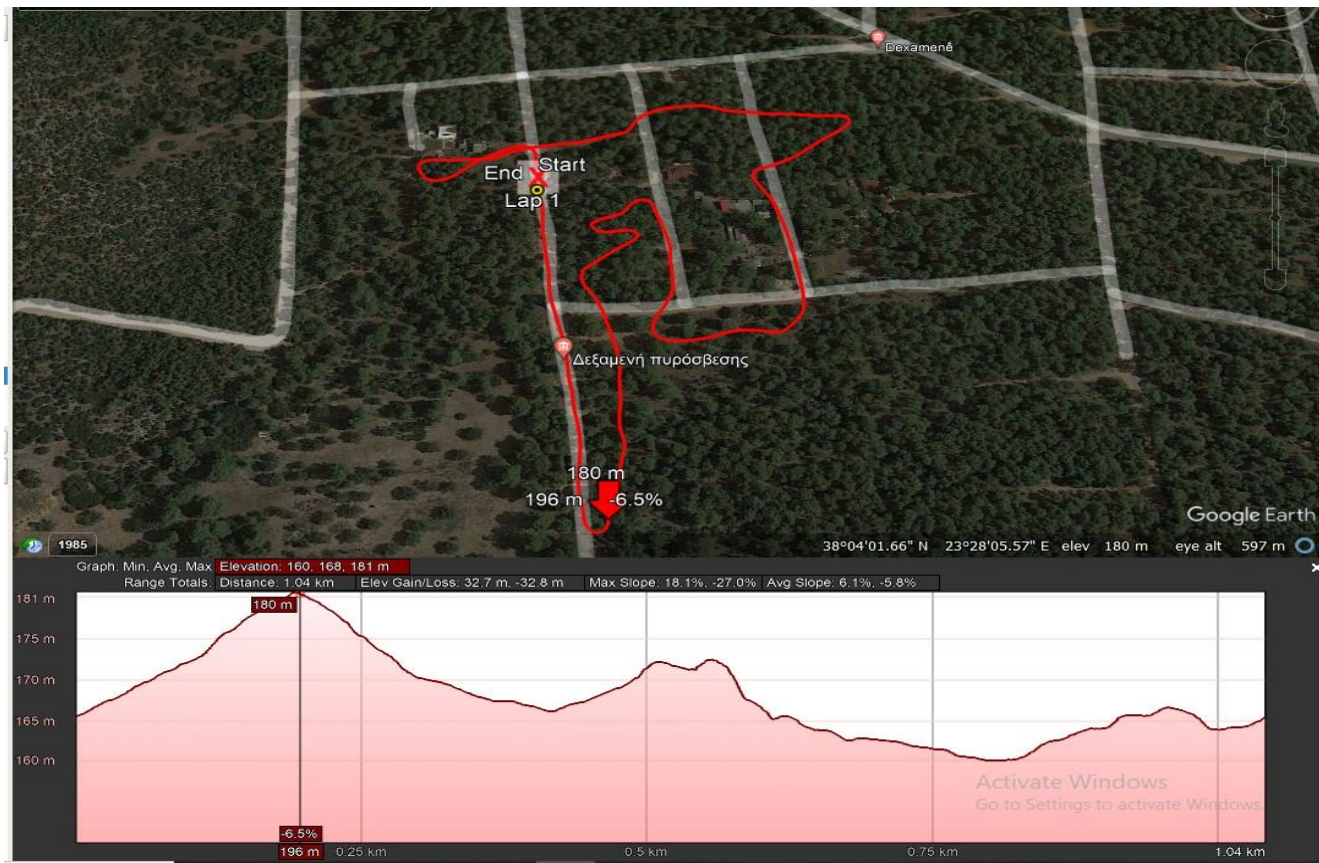 Dexamenè
End
Start
Lap 1
Δεξαμενή πυρόσβεσης
180 m
196 m
-6.5%
Google Earth
1985
38°04'01.66" N 23°28'05.57" E elev 180 m eye alt 597 m
Graph: Min, Avg, Max Elevation: 160, 168, 181 m
Range Totals: Distance: 1.04 km Elev Gain/Loss: 32.7 m, -32.8 m Max Slope: 18.1%, -27.0% Avg Slope: 6.1%, -5.8%
181 m
180 m
175 m
170 m
165 m
160 m
Activate Windows
Go to Settings to activate Windows.
-6.5%
196 m 0.25 km 0.5 km 0.75 km 1.04 km